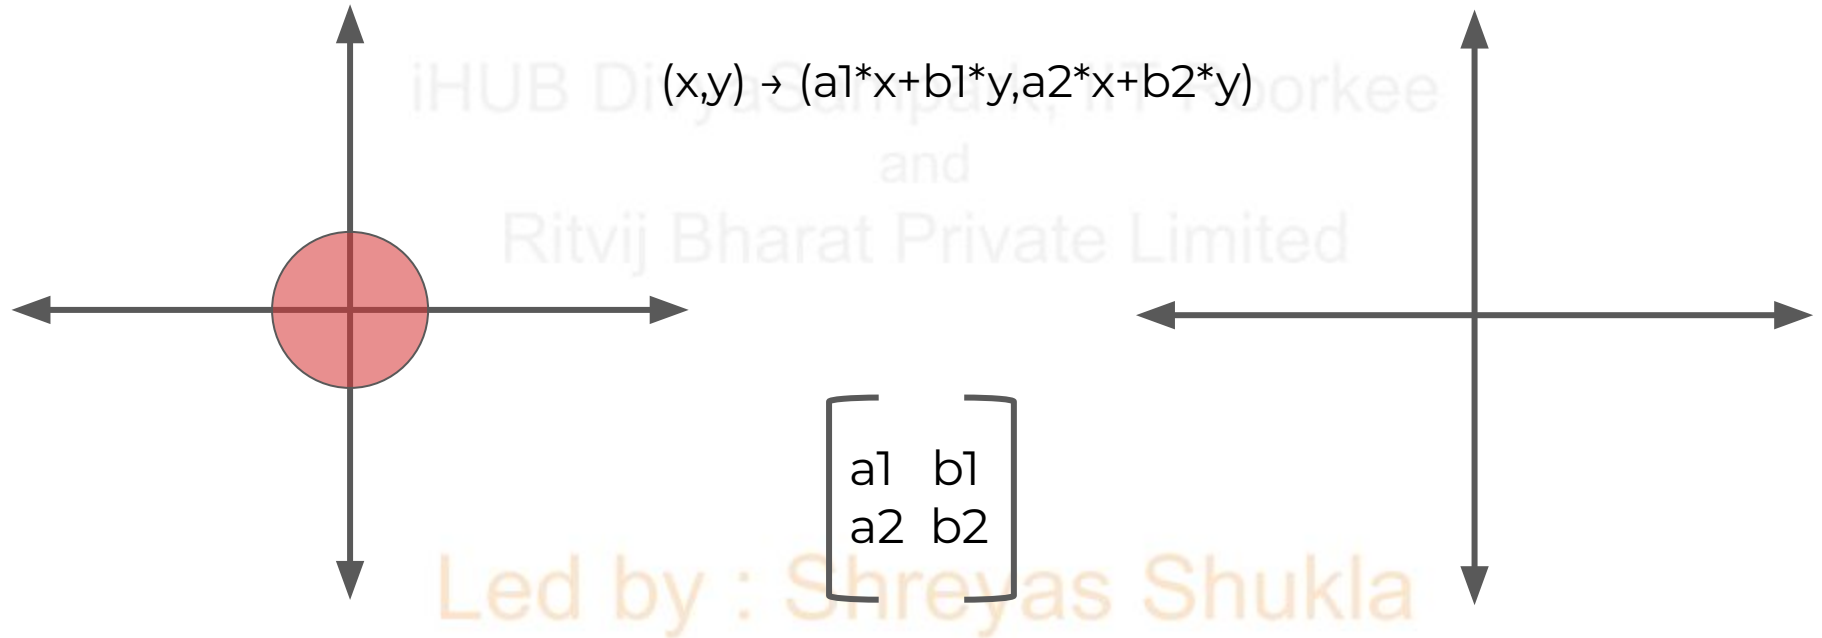 (x,y) → (a1*x+b1*y,a2*x+b2*y)
iHUB DivyaSampark, IIT Roorkee
and
Ritvij Bharat Private Limited
a1 b1
a2 b2
Led by : Shreyas Shukla